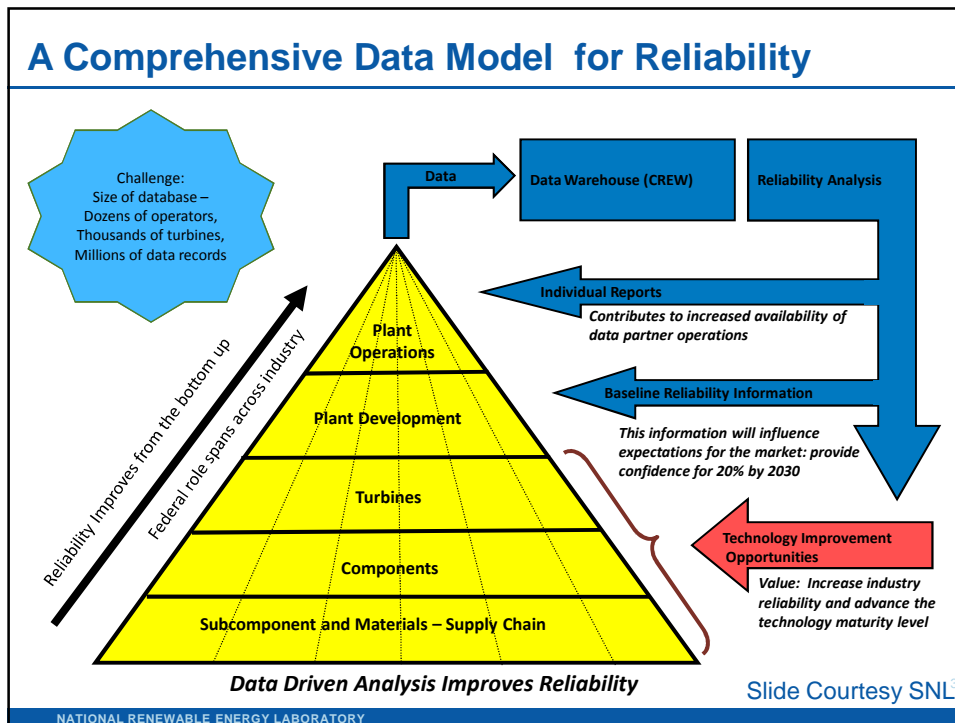 A Comprehensive Data Model for Reliability
Challenge:
Size of database –
Dozens of operators,
Thousands of turbines,
Millions of data records
Data
Data Warehouse (CREW)
Reliability Analysis
Individual Reports
Contributes to increased availability of
data partner operations
Baseline Reliability Information
This information will influence
expectations for the market: provide
confidence for 20% by 2030
Technology Improvement
Opportunities
Value: Increase industry
reliability and advance the
technology maturity level
Reliability Improves from the bottom up
Federal role spans across industry
Plant
Operations
Plant Development
Turbines
Components
Subcomponent and Materials – Supply Chain
Data Driven Analysis Improves Reliability
Slide Courtesy SNL
3
NATIONAL RENEWABLE ENERGY LABORATORY